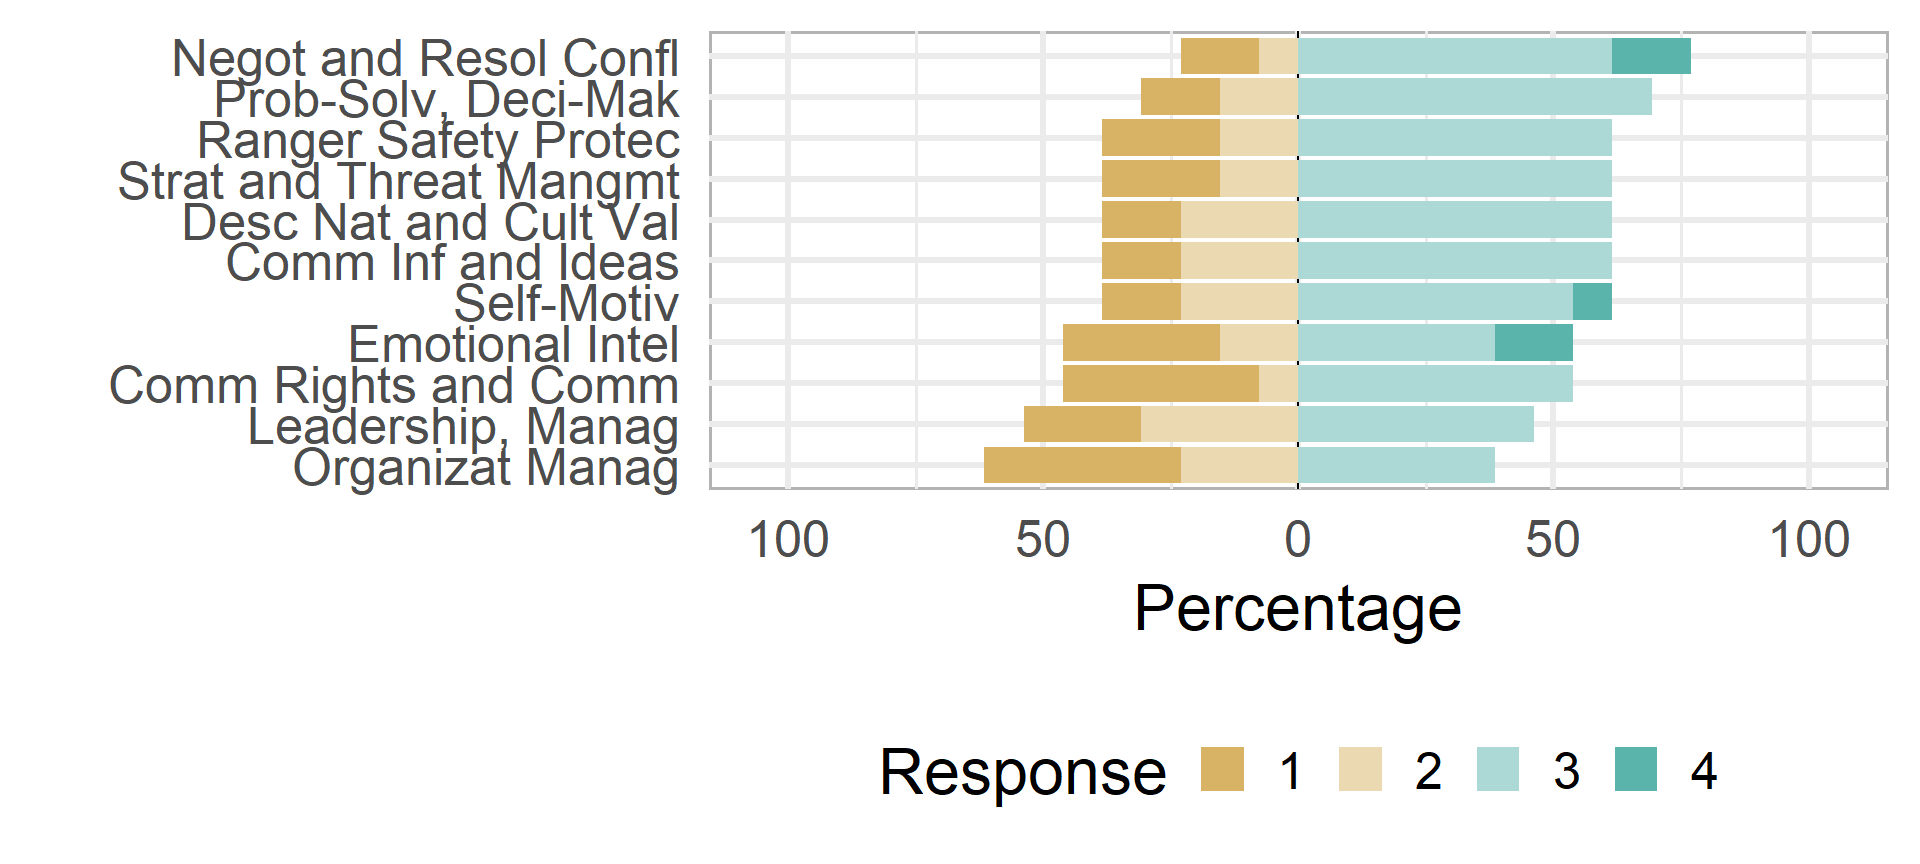 Negot and Resol Confl
Prob-Solv, Deci-Mak
Ranger Safety Protec
Strat and Threat Mangmt
Desc Nat and Cult Val
Comm Inf and Ideas
Self-Motiv
Emotional Intel
Comm Rights and Comm
Leadership, Manag
Organizat Manag
100 50 0 50 100
Percentage
Response 1 2 3 4